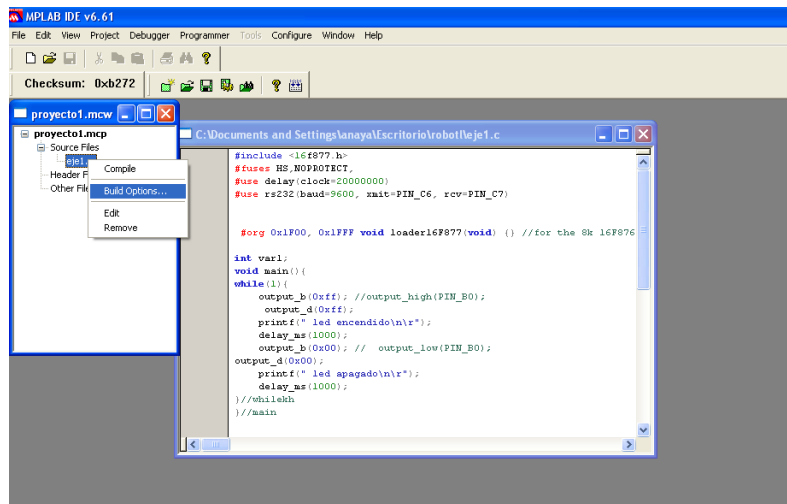 MPLAB IDE v6.61
File Edit View Project Debugger Programmer Tools Configure Window Help
Checksum: 0xb272
proyecto1.mcw
proyecto1.mcp
Source Files
eje1.
Header F
Other File
Compile
Build Options...
Edit
Remove
C:\Documents and Settings\anaya\Escritorio\robotI\eje1.c
#include <16f877.h>
#fuses HS,NOPROTECT,
#use delay(clock=20000000)
#use rs232(baud=9600, xmit=PIN_C6, rcv=PIN_C7)
#org 0x1F00, 0x1FFF void loader16F877(void) {} //for the 8k 16F876
int var1;
void main(){
while(1){
output_b(0xff); //output_high(PIN_B0);
output_d(0xff);
printf(" led encendido\n\r");
delay_ms(1000);
output_b(0x00); // output_low(PIN_B0);
output_d(0x00);
printf(" led apagado\n\r");
delay_ms(1000);
}//whilekh
}//main